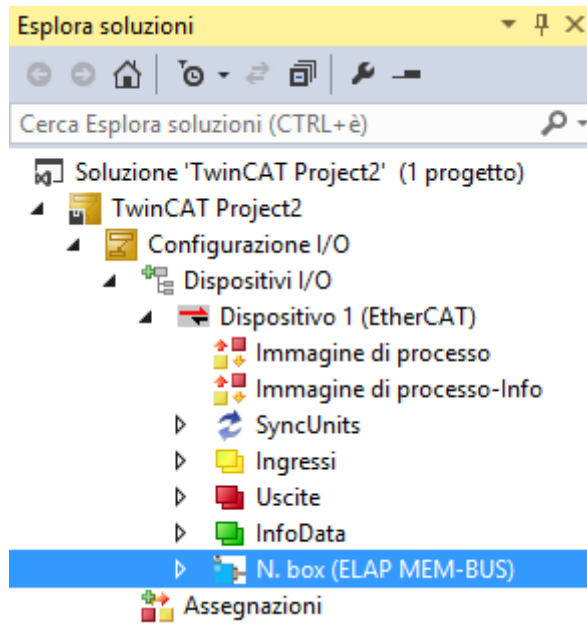 Esplora soluzioni
Cerca Esplora soluzioni (CTRL+è)
Soluzione 'TwinCAT Project2' (1 progetto)
TwinCAT Project2
Configurazione I/O
Dispositivi I/O
Dispositivo 1 (EtherCAT)
Immagine di processo
Immagine di processo-Info
SyncUnits
Ingressi
Uscite
InfoData
N. box (ELAP MEM-BUS)
Assegnazioni